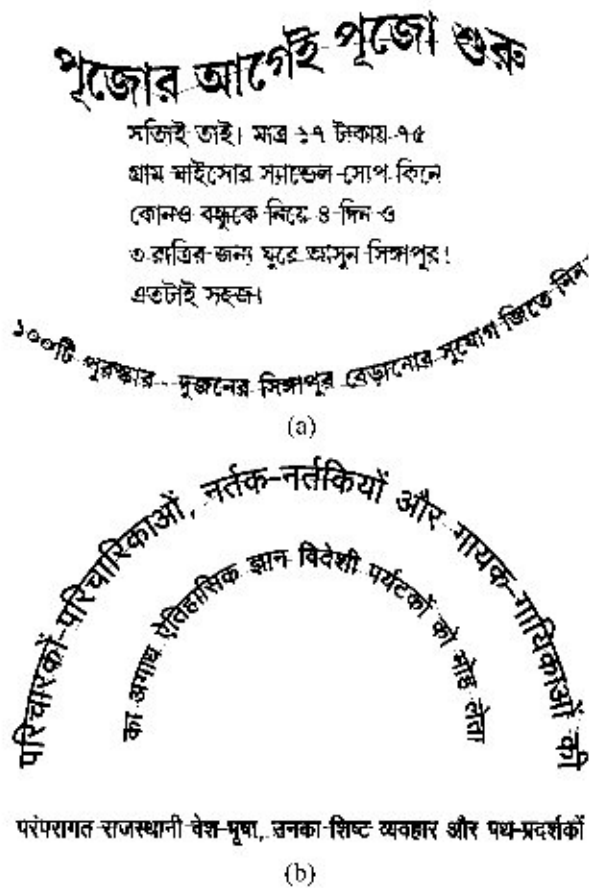 পূজোর আগেই পূজো শুরু
সত্যিই তাই। মাত্র ১৭ টাকায় ৭৫
গ্রাম মাইসোর স্যান্ডেল সোপ কিনে
কোনও বন্ধুকে নিয়ে ৪ দিন ও
৩ রাত্রির জন্য ঘুরে আসুন সিঙ্গাপুর!
এতটাই সহজ।
১০০টি পুরস্কার - দুজনের সিঙ্গাপুর বেড়ানোর সুযোগ জিতে নিন
(a)
परिचारकों-परिचारिकाओं, नर्तक-नर्तकियों और गायक-गायिकाओं की
का अगाध ऐतिहासिक ज्ञान विदेशी पर्यटकों को मोह लेता
परंपरागत राजस्थानी वेश-भूषा, उनका शिष्ट व्यवहार और पथ-प्रदर्शकों
(b)